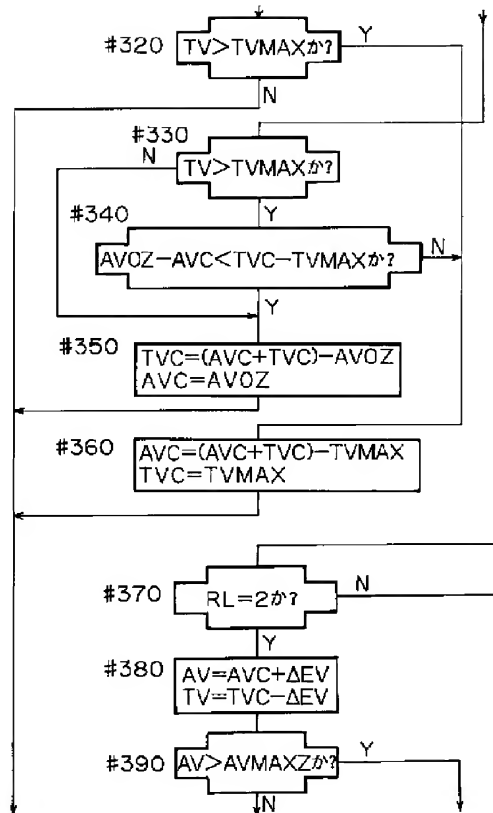 #320
TV>TVMAXか?
Y
N
#330
N
TV>TVMAXか?
Y
#340
AVOZ-AVC<TVC-TVMAXか?
N
Y
#350
TVC=(AVC+TVC)-AVOZ
AVC=AVOZ
#360
AVC=(AVC+TVC)-TVMAX
TVC=TVMAX
#370
RL=2か?
N
Y
#380
AV=AVC+ΔEV
TV=TVC-ΔEV
#390
AV>AVMAXZか?
Y
N